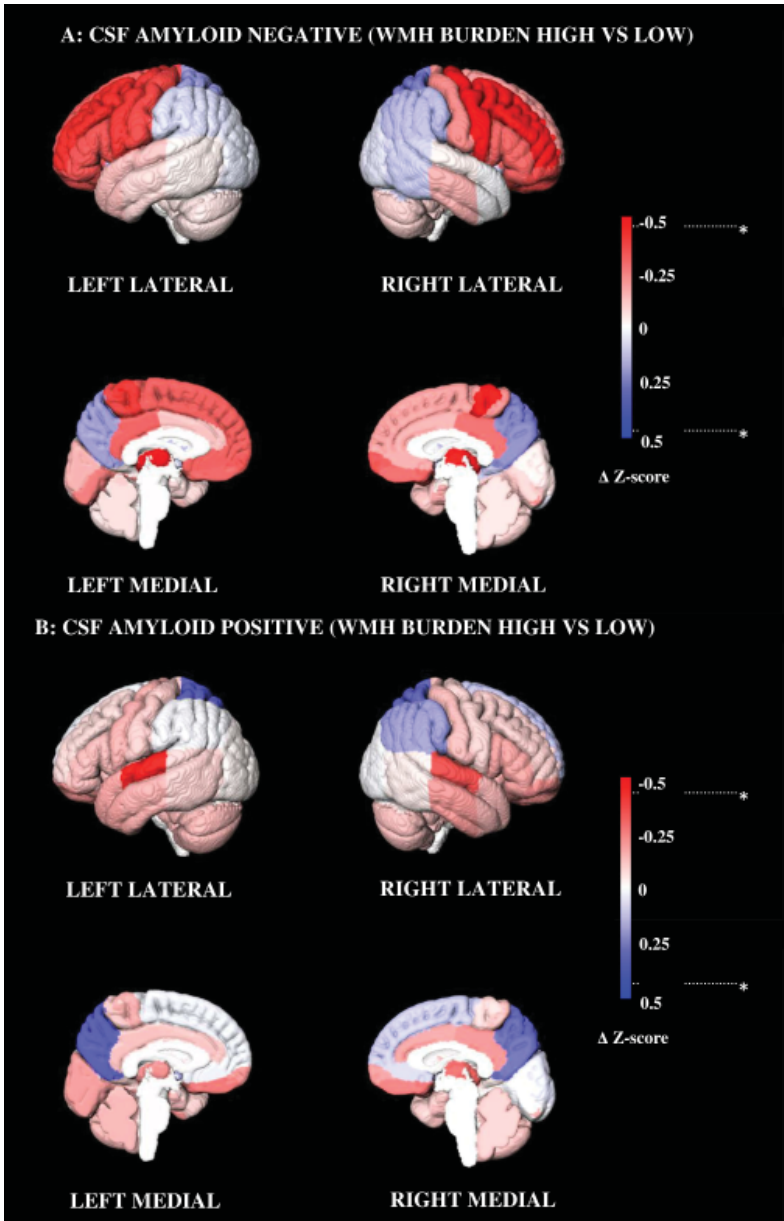 A: CSF AMYLOID NEGATIVE (WMH BURDEN HIGH VS LOW)
LEFT LATERAL
RIGHT LATERAL
-0.5
*
-0.25
0
0.25
0.5
*
Δ Z-score
LEFT MEDIAL
RIGHT MEDIAL
B: CSF AMYLOID POSITIVE (WMH BURDEN HIGH VS LOW)
LEFT LATERAL
RIGHT LATERAL
-0.5
*
-0.25
0
0.25
0.5
*
Δ Z-score
LEFT MEDIAL
RIGHT MEDIAL